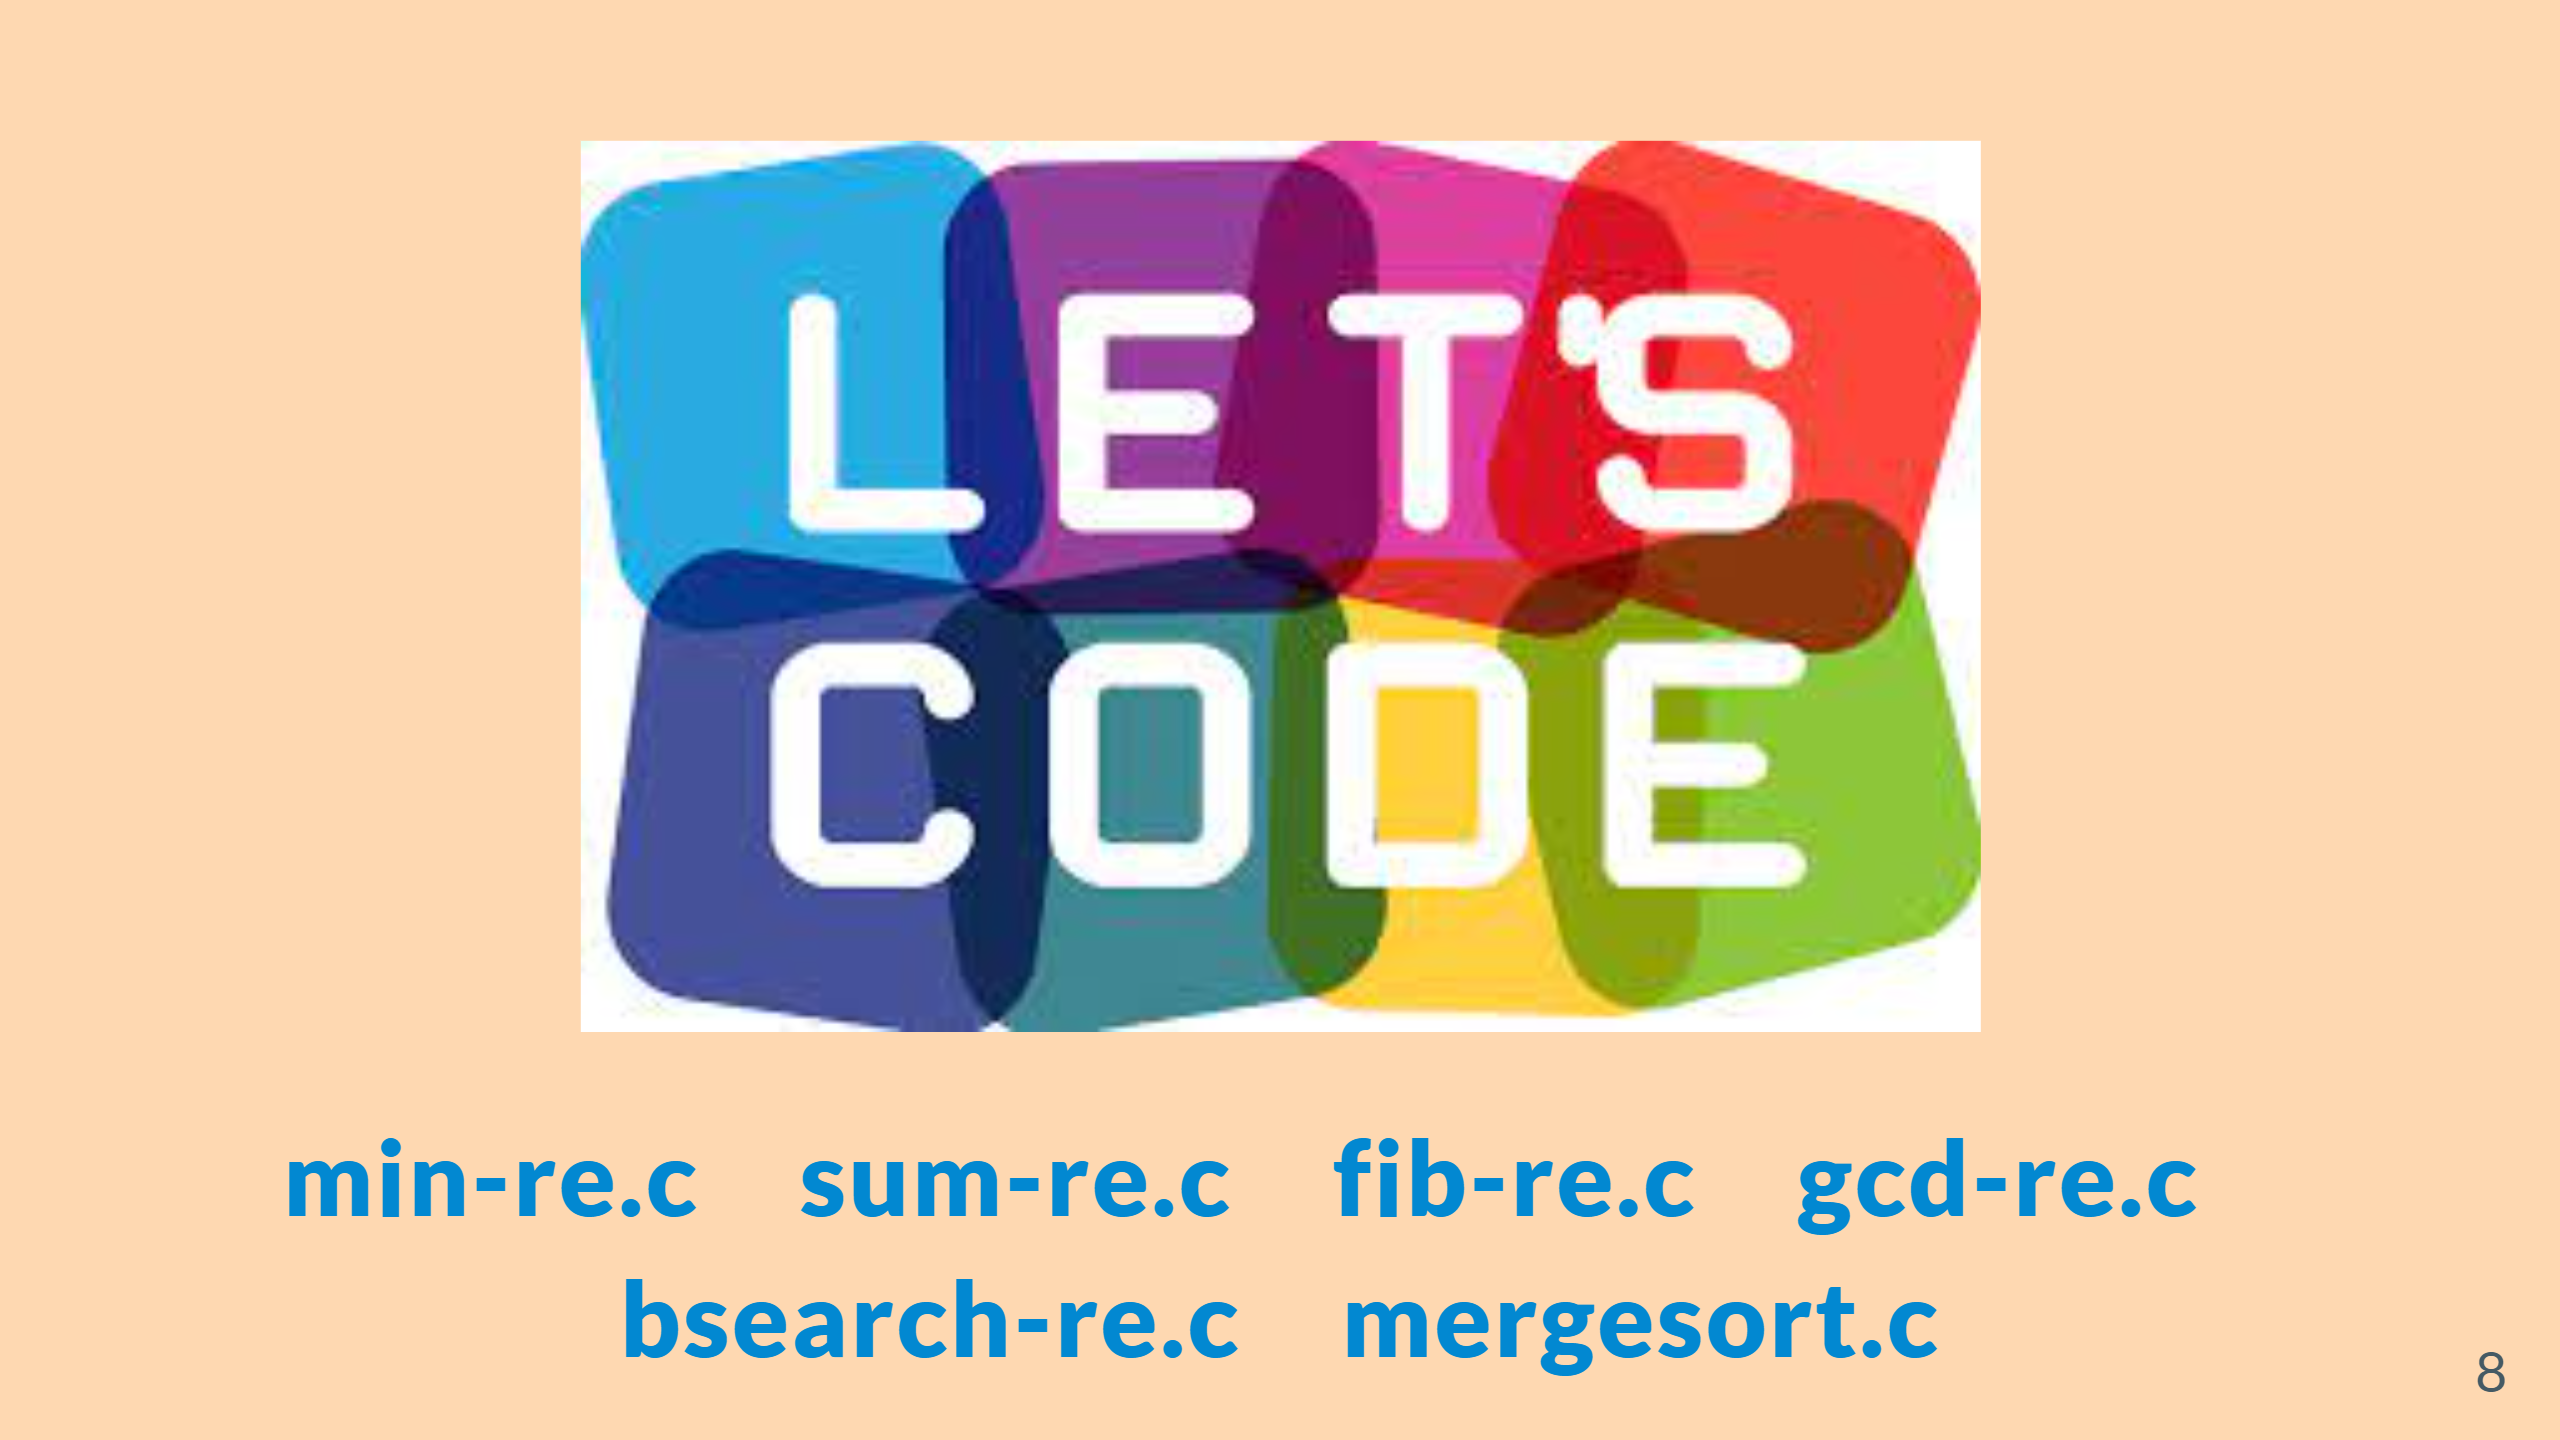 LET'S
CODE
min-re.c sum-re.c fib-re.c gcd-re.c
bsearch-re.c mergesort.c
8